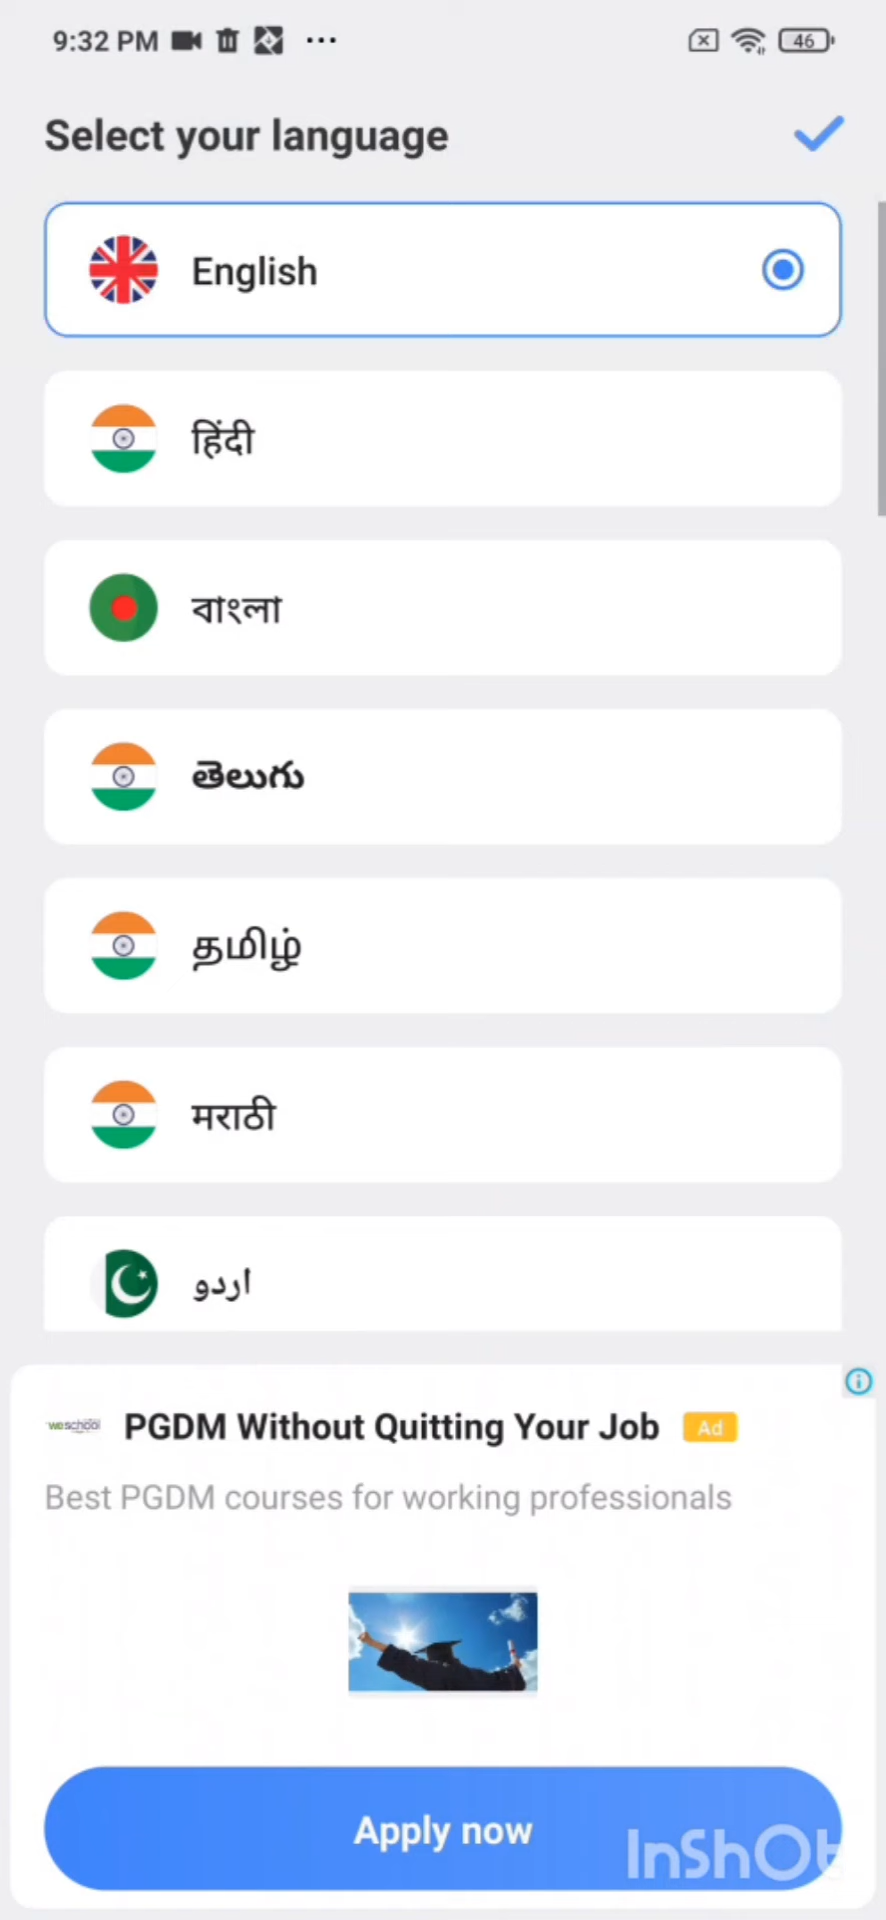 9:32 PM ... 46
Select your language
English
हिंदी
বাংলা
తెలుగు
தமிழ்
मराठी
اردو
weschool PGDM Without Quitting Your Job Ad
Best PGDM courses for working professionals
Apply now
InShOt